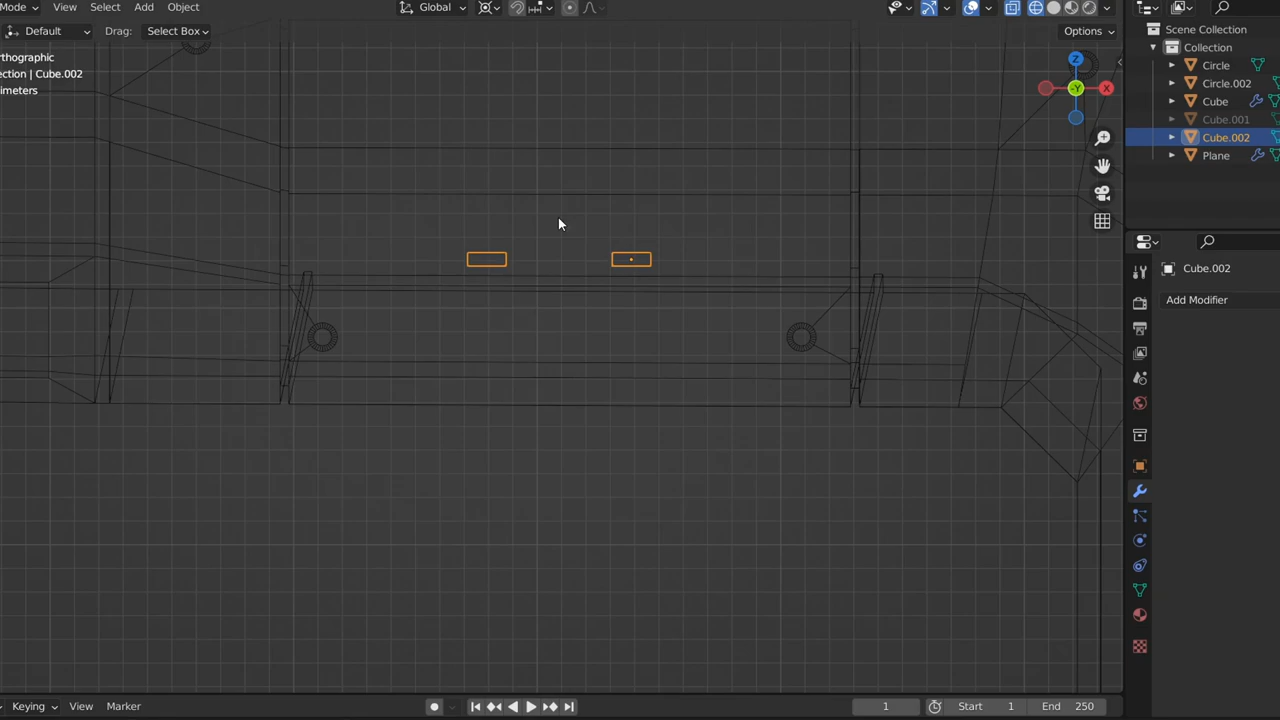 Mode View Select Add Object Global
Default Drag: Select Box Options
orthographic
ection | Cube.002
imeters
Z
-Y X
Scene Collection
Collection
Circle
Circle.002
Cube
Cube.001
Cube.002
Plane
Cube.002
Add Modifier
Keying View Marker 1 Start 1 End 250